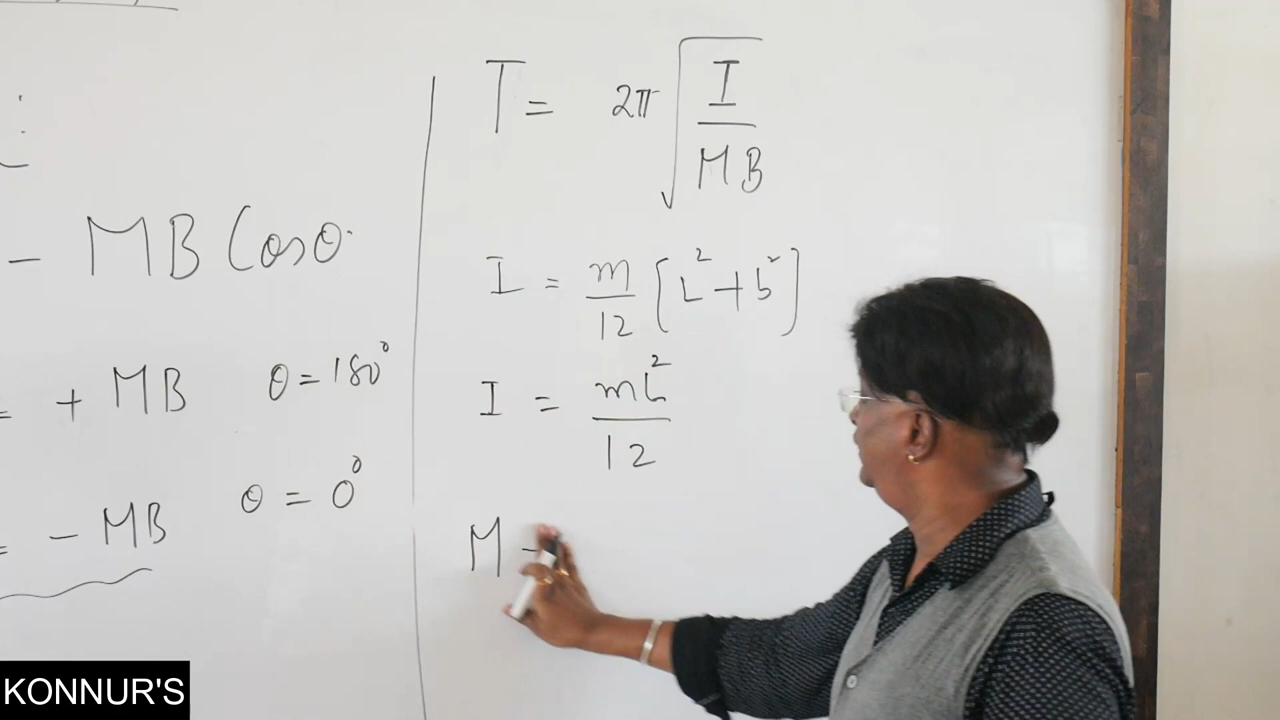 - MB Cosθ
= + MB θ = 180°
= - MB θ = 0°
T = 2π √(I / MB)
I = m/12 [L² + b²]
I = mL²/12
M -
KONNUR'S